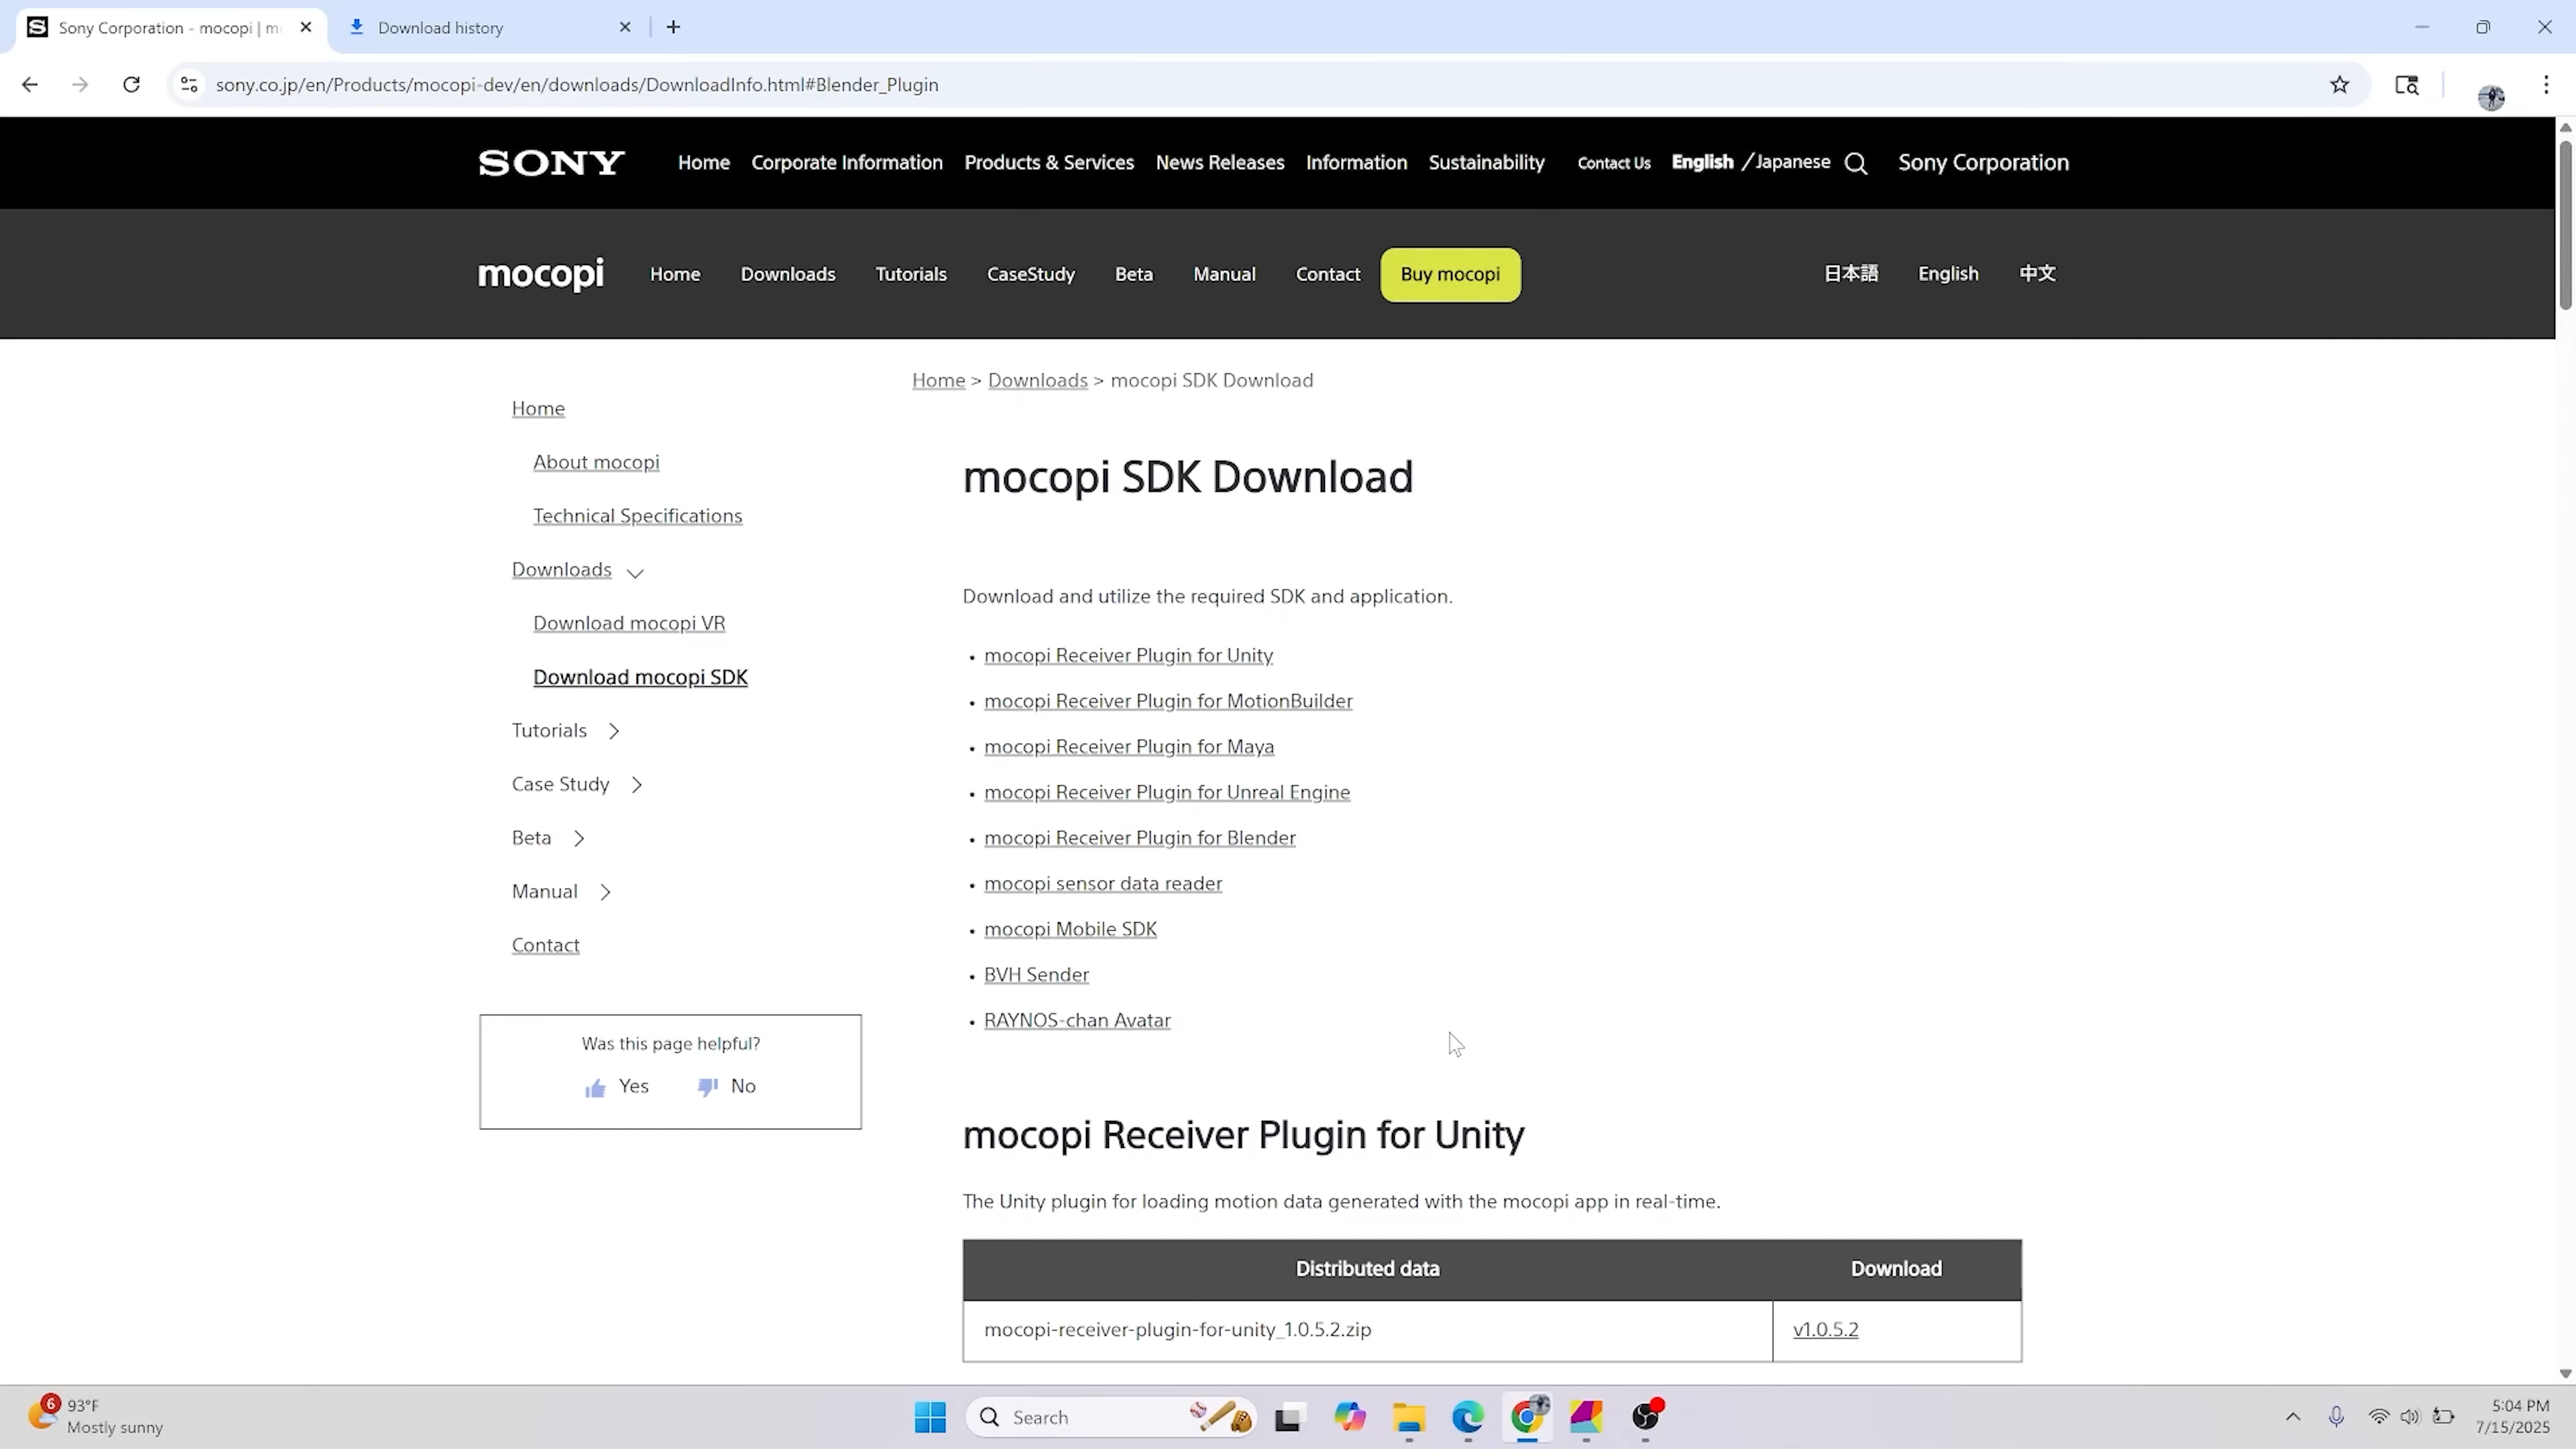 Sony Corporation - mocopi | m
Download history
sony.co.jp/en/Products/mocopi-dev/en/downloads/DownloadInfo.html#Blender_Plugin
SONY Home Corporate Information Products & Services News Releases Information Sustainability Contact Us English /Japanese Sony Corporation
mocopi Home Downloads Tutorials CaseStudy Beta Manual Contact Buy mocopi 日本語 English 中文
Home > Downloads > mocopi SDK Download
Home
About mocopi
Technical Specifications
Downloads
Download mocopi VR
Download mocopi SDK
Tutorials
Case Study
Beta
Manual
Contact
Was this page helpful?
Yes No
mocopi SDK Download
Download and utilize the required SDK and application.
• mocopi Receiver Plugin for Unity
• mocopi Receiver Plugin for MotionBuilder
• mocopi Receiver Plugin for Maya
• mocopi Receiver Plugin for Unreal Engine
• mocopi Receiver Plugin for Blender
• mocopi sensor data reader
• mocopi Mobile SDK
• BVH Sender
• RAYNOS-chan Avatar
mocopi Receiver Plugin for Unity
The Unity plugin for loading motion data generated with the mocopi app in real-time.
Distributed data Download
mocopi-receiver-plugin-for-unity_1.0.5.2.zip v1.0.5.2
6
93°F
Mostly sunny
Search
5:04 PM
7/15/2025